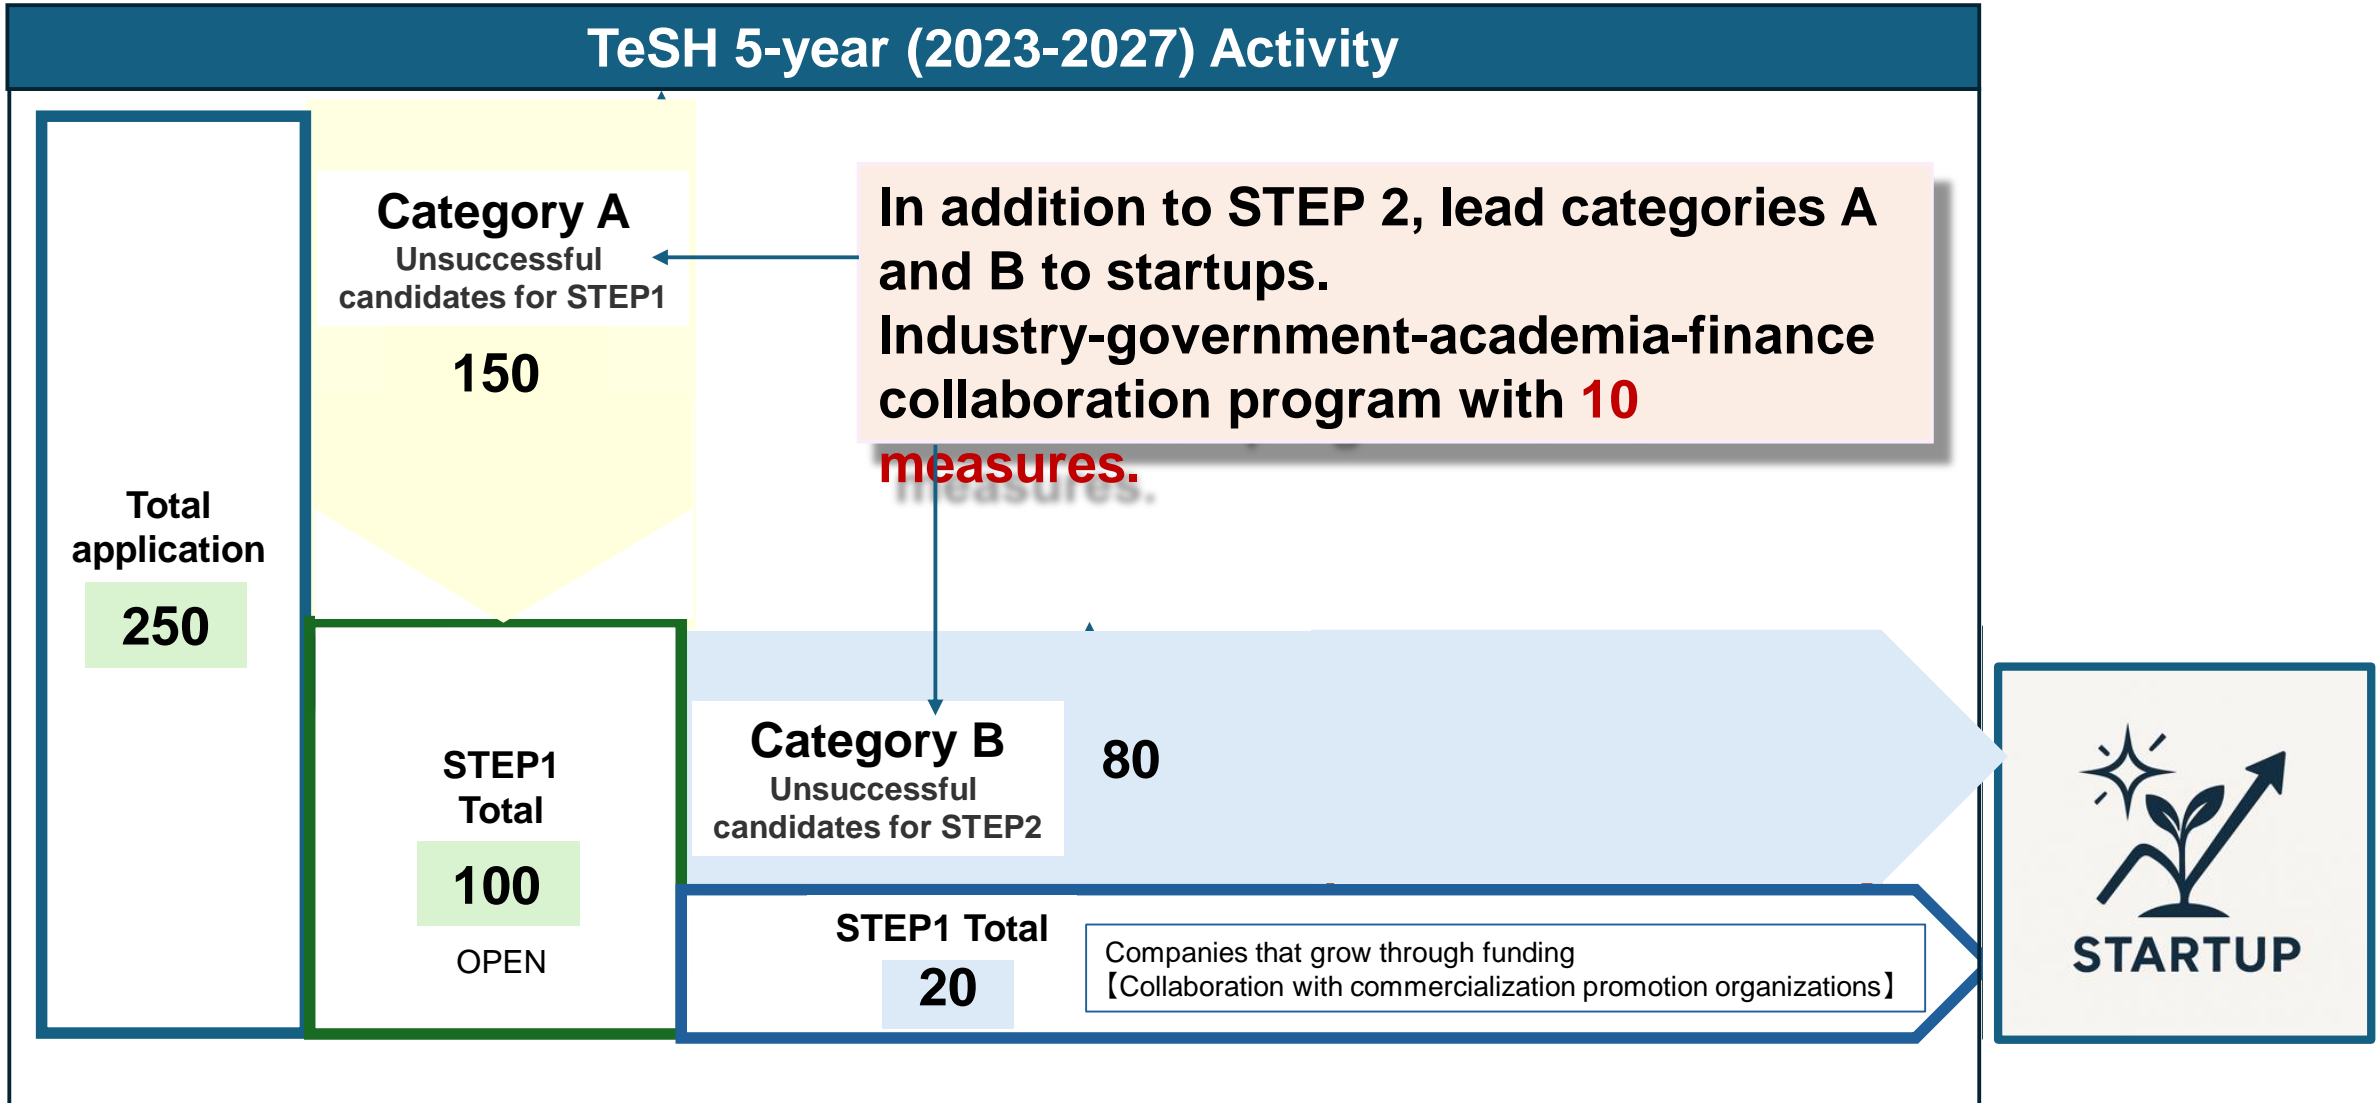 TeSH 5-year (2023-2027) Activity
Category A
Unsuccessful
candidates for STEP1
150
In addition to STEP 2, lead categories A
and B to startups.
Industry-government-academia-finance
collaboration program with 10
measures.
Total
application
250
STEP1
Total
100
OPEN
Category B
Unsuccessful
candidates for STEP2
80
STEP1 Total
20
Companies that grow through funding
【Collaboration with commercialization promotion organizations】
STARTUP